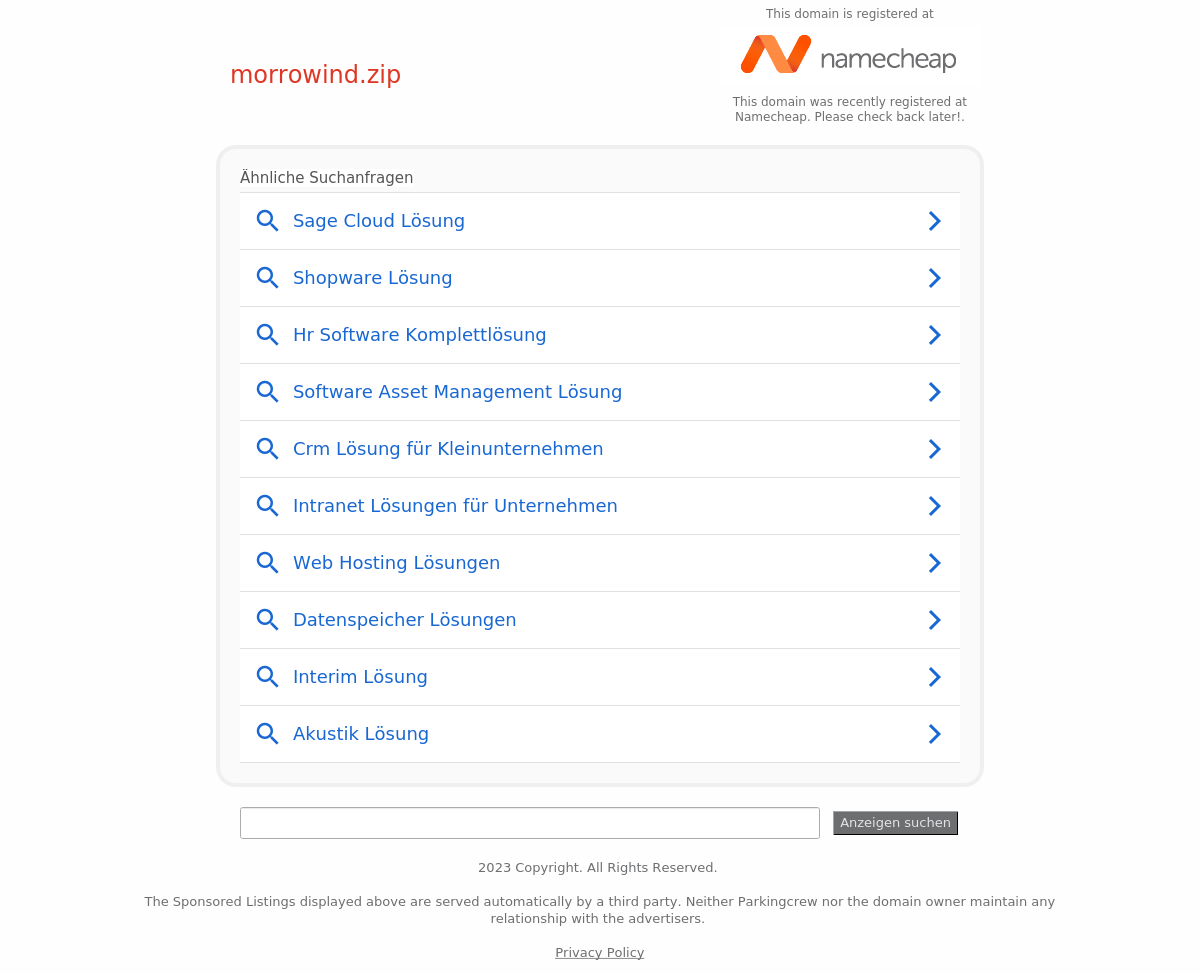 This domain is registered at
namecheap
morrowind.zip
This domain was recently registered at
Namecheap. Please check back later!.
Ähnliche Suchanfragen
Sage Cloud Lösung
Shopware Lösung
Hr Software Komplettlösung
Software Asset Management Lösung
Crm Lösung für Kleinunternehmen
Intranet Lösungen für Unternehmen
Web Hosting Lösungen
Datenspeicher Lösungen
Interim Lösung
Akustik Lösung
Anzeigen suchen
2023 Copyright. All Rights Reserved.
The Sponsored Listings displayed above are served automatically by a third party. Neither Parkingcrew nor the domain owner maintain any
relationship with the advertisers.
Privacy Policy